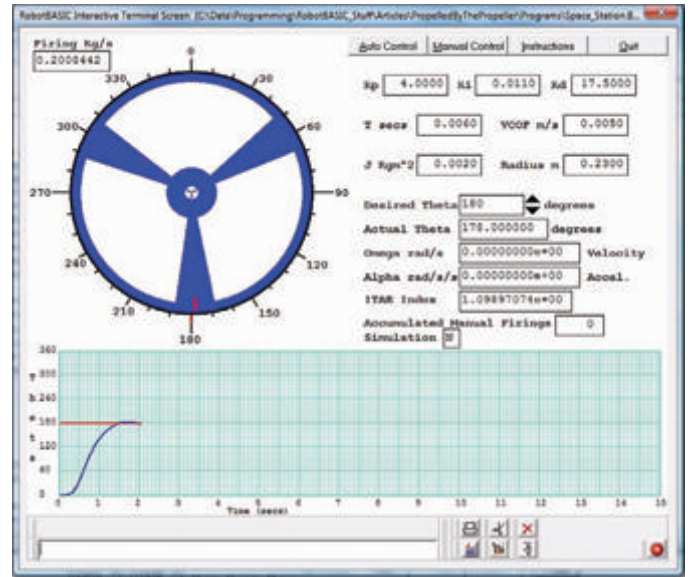 RobotBASIC Interactive Terminal Screen (C:\Data\Programming\RobotBASIC_Stuff\Articles\PropelledByThePropeller\Programs\Space_Station.B...
Firing Kg/s
0.2008442
0
30
60
90
120
150
180
210
240
270
300
330
Auto Control Manual Control Instructions Quit
Kp 4.0000 Ki 0.0110 Kd 17.5000
T secs 0.0060 VCOF m/s 0.0050
J Kgm^2 0.0020 Radius m 0.2300
Desired Theta 180 degrees
Actual Theta 178.000000 degrees
Omega rad/s 0.00000000e+00 Velocity
Alpha rad/s/s 0.00000000e+00 Accel.
ITAE Index 1.09897074e+00
Accumulated Manual Firings 0
Simulation N
360
300
240
180
120
60
0
Theta
0 1 2 3 4 5 6 7 8 9 10 11 12 13 14 15
Time (secs)